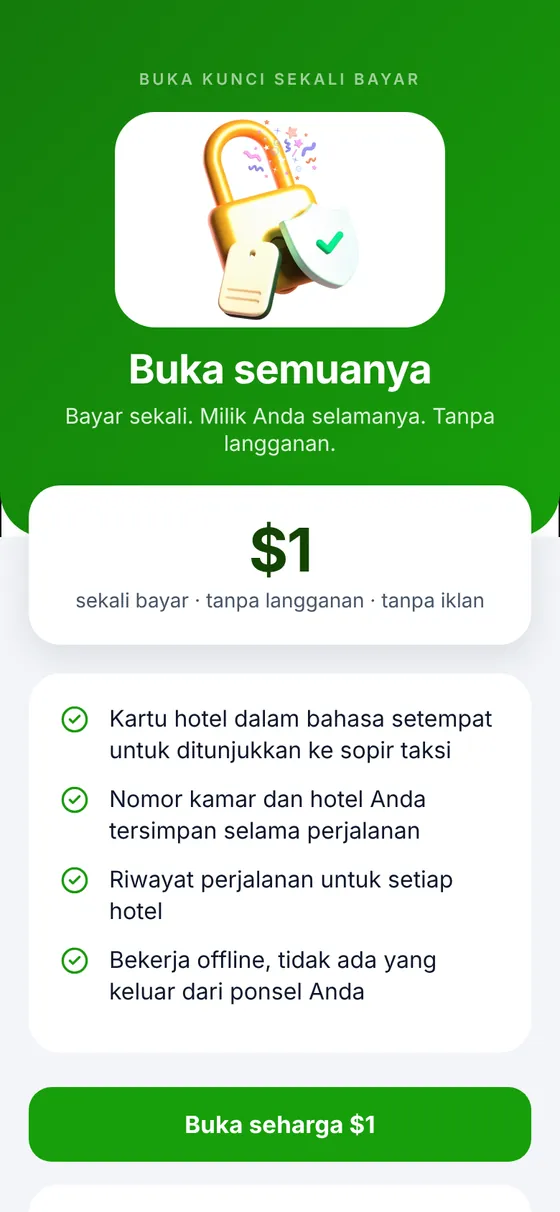 BUKA KUNCI SEKALI BAYAR
Buka semuanya
Bayar sekali. Milik Anda selamanya. Tanpa
langganan.
$1
sekali bayar · tanpa langganan · tanpa iklan
Kartu hotel dalam bahasa setempat
untuk ditunjukkan ke sopir taksi
Nomor kamar dan hotel Anda
tersimpan selama perjalanan
Riwayat perjalanan untuk setiap
hotel
Bekerja offline, tidak ada yang
keluar dari ponsel Anda
Buka seharga $1